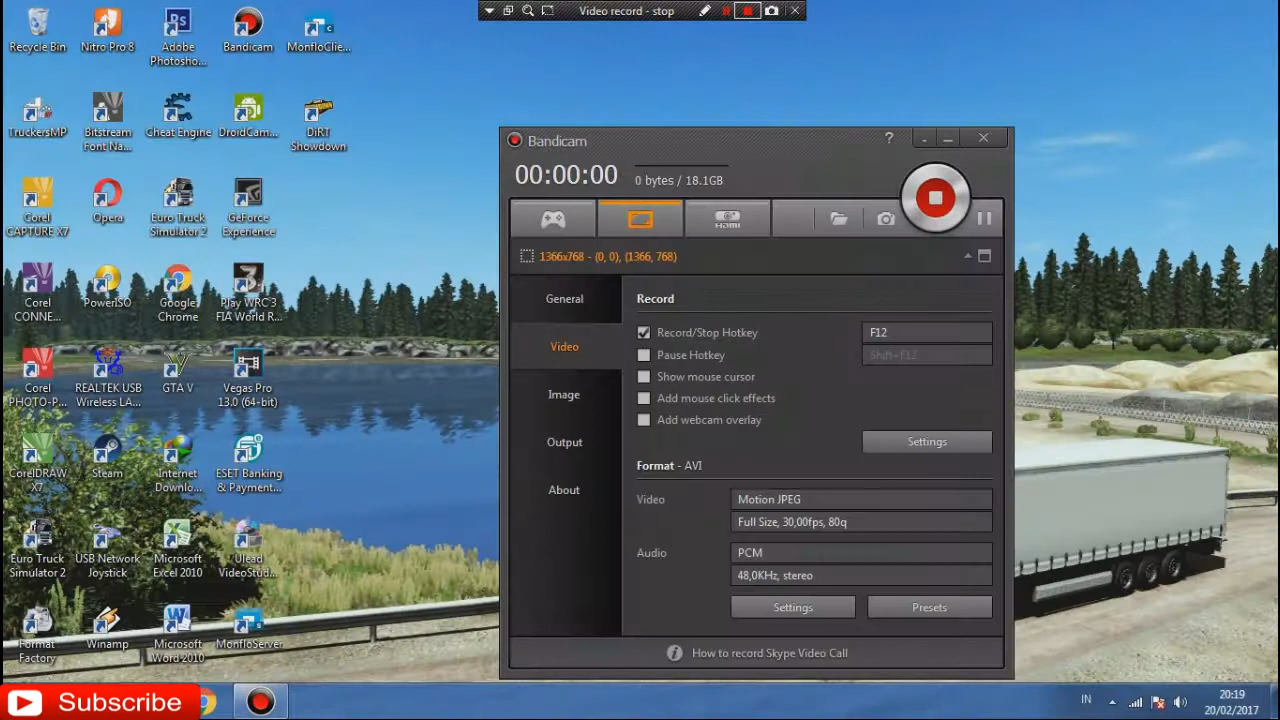 Video record - stop
Recycle Bin
Nitro Pro 8
Adobe
Photosho...
Bandicam
MonfloClie...
TruckersMP
Bitstream
Font Na...
Cheat Engine
DroidCam...
DiRT
Showdown
Corel
CAPTURE X7
Opera
Euro Truck
Simulator 2
GeForce
Experience
Corel
CONNE...
PowerISO
Google
Chrome
Play WRC 3
FIA World R...
Corel
PHOTO-P...
REALTEK USB
Wireless LA...
GTA V
Vegas Pro
13.0 (64-bit)
CorelDRAW
X7
Steam
Internet
Downlo...
ESET Banking
& Payment...
Euro Truck
Simulator 2
USB Network
Joystick
Microsoft
Excel 2010
Ulead
VideoStud...
Format
Factory
Winamp
Microsoft
Word 2010
MonfloServer
Bandicam
?
00:00:00
0 bytes / 18.1GB
HDMI
1366x768 - (0, 0), (1366, 768)
General
Video
Image
Output
About
Record
Record/Stop Hotkey
F12
Pause Hotkey
Shift+F12
Show mouse cursor
Add mouse click effects
Add webcam overlay
Settings
Format - AVI
Video
Motion JPEG
Full Size, 30,00fps, 80q
Audio
PCM
48,0KHz, stereo
Settings
Presets
How to record Skype Video Call
Subscribe
IN
20:19
20/02/2017